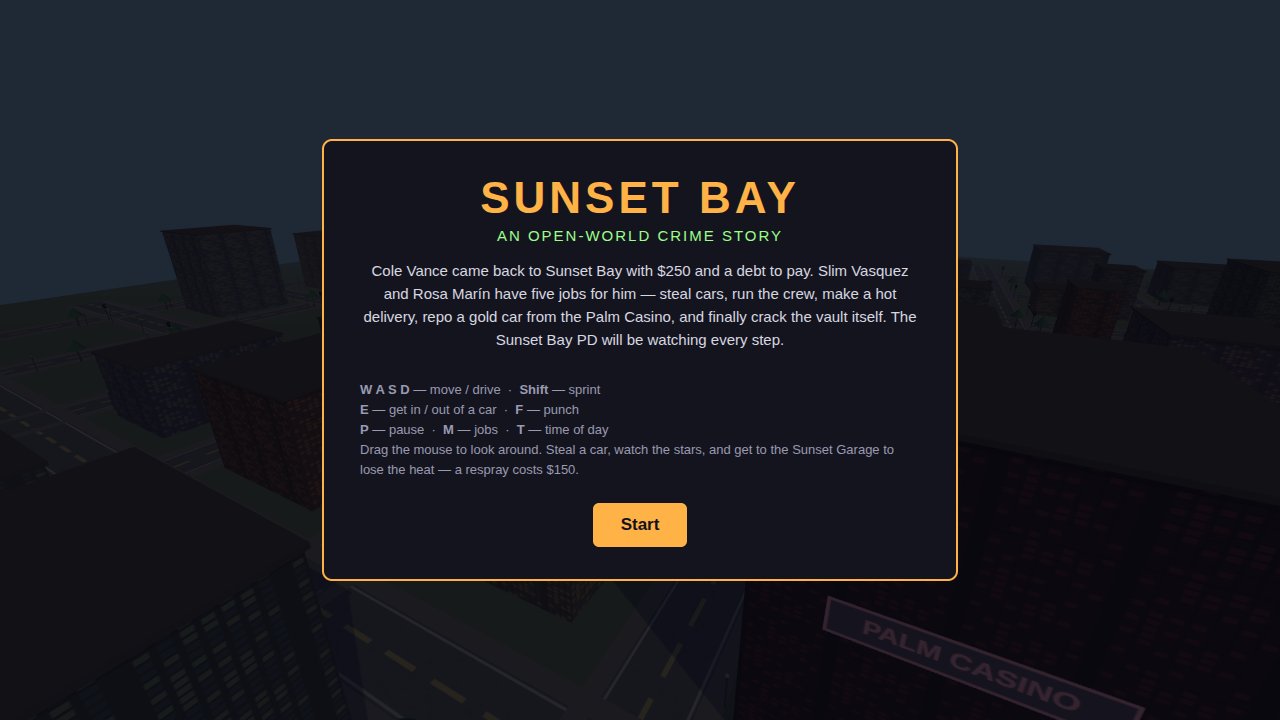 SUNSET BAY
AN OPEN-WORLD CRIME STORY
Cole Vance came back to Sunset Bay with $250 and a debt to pay. Slim Vasquez
and Rosa Marín have five jobs for him — steal cars, run the crew, make a hot
delivery, repo a gold car from the Palm Casino, and finally crack the vault itself. The
Sunset Bay PD will be watching every step.
W A S D — move / drive · Shift — sprint
E — get in / out of a car · F — punch
P — pause · M — jobs · T — time of day
Drag the mouse to look around. Steal a car, watch the stars, and get to the Sunset Garage to
lose the heat — a respray costs $150.
Start
PALM CASINO